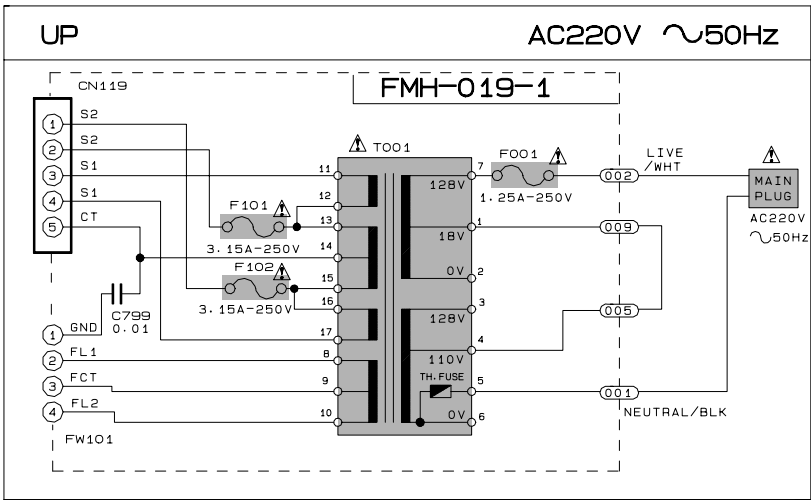 UP
AC220V 50Hz
CN119
FMH-019-1
1 S2
2 S2
3 S1
4 S1
5 CT
T001
F001
1.25A-250V
002
LIVE
/WHT
MAIN
PLUG
AC220V
50Hz
11
12
13
14
15
16
17
8
9
10
F101
3.15A-250V
F102
3.15A-250V
C799
0.01
7
128V
1
18V
0V
2
3
128V
4
110V
TH.FUSE
5
0V
6
009
005
001
NEUTRAL/BLK
1 GND
2 FL1
3 FCT
4 FL2
FW101